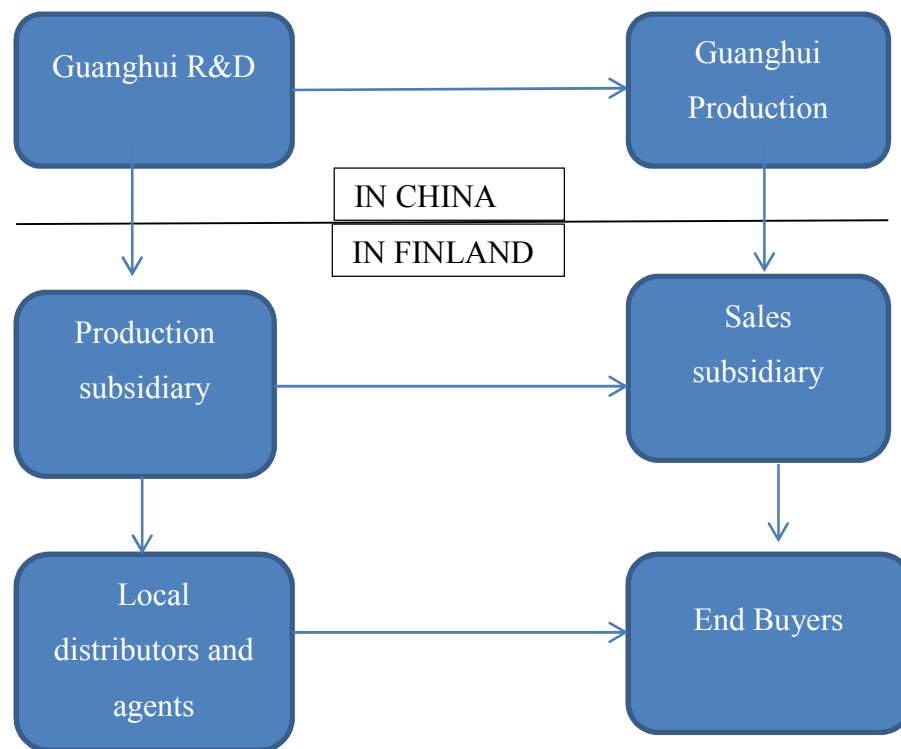 Guanghui R&D
Guanghui
Production
IN CHINA
IN FINLAND
Production
subsidiary
Sales
subsidiary
Local
distributors and
agents
End Buyers